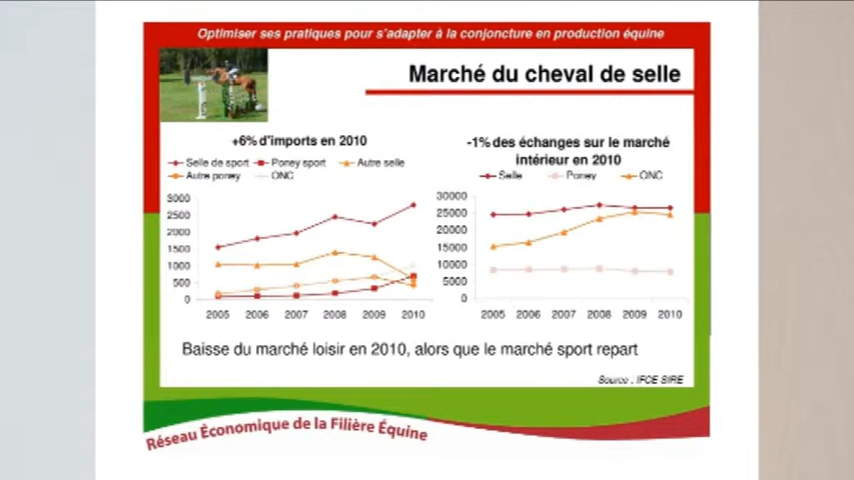 Optimiser ses pratiques pour s'adapter à la conjoncture en production équine
Marché du cheval de selle
+6% d'imports en 2010
Selle de sport Poney sport Autre selle
Autre poney ONC
3000
2500
2000
1500
1000
500
0
2005 2006 2007 2008 2009 2010
-1% des échanges sur le marché
intérieur en 2010
Selle Poney ONC
30000
25000
20000
15000
10000
5000
0
2005 2006 2007 2008 2009 2010
Baisse du marché loisir en 2010, alors que le marché sport repart
Source : IFCE SIRE
Réseau Économique de la Filière Équine